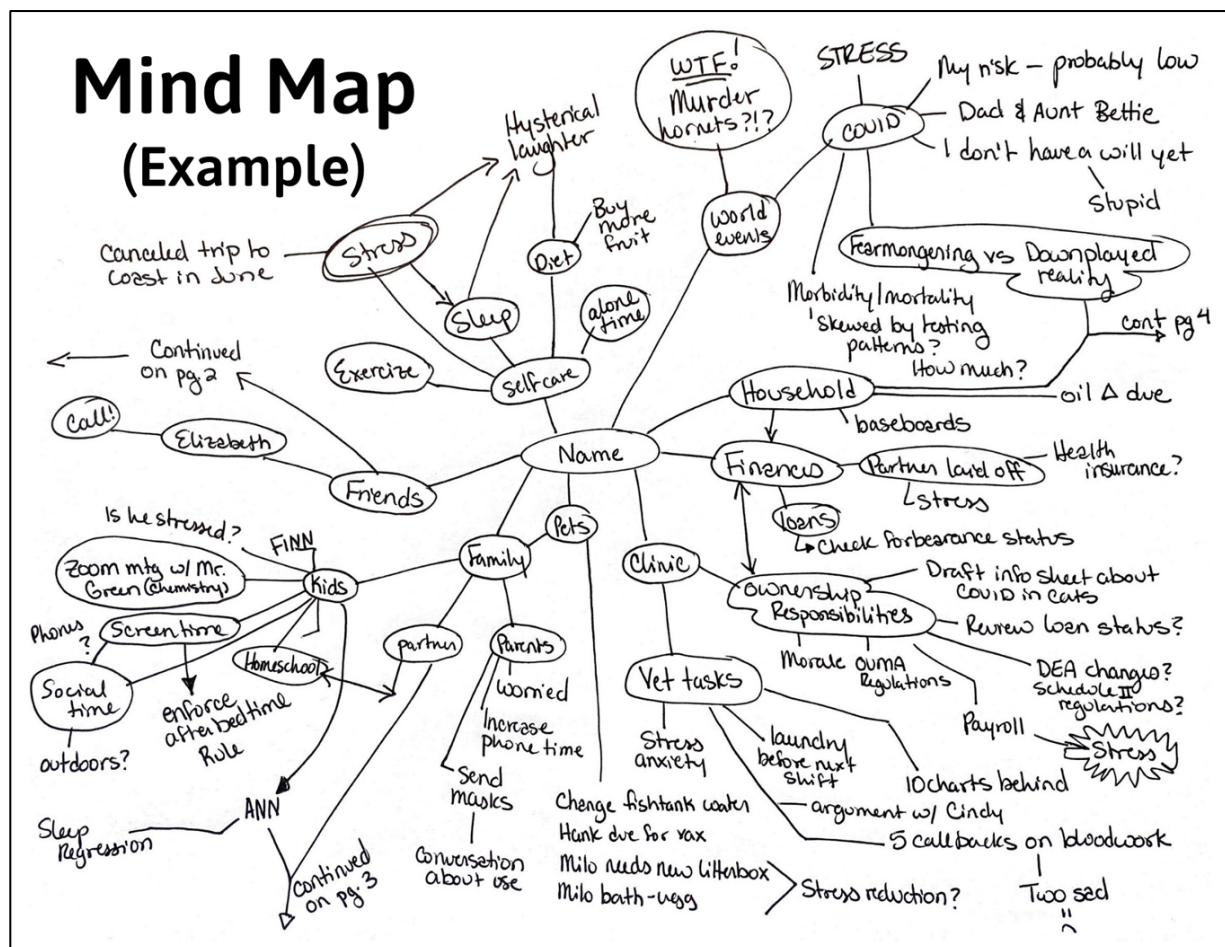 Mind Map
(Example)
Hysterical
laughter
WTF!
Murder
hornets?!?
STRESS
COVID
My risk – probably low
Dad & Aunt Bettie
I don't have a will yet
Stupid
World
events
Fearmongering vs Downplayed
reality
Morbidity/mortality
skewed by testing
patterns?
How much?
cont pg 4
Canceled trip to
coast in June
Stress
Sleep
Diet
Buy
more
fruit
alone
time
Exercize
Selfcare
Continued
on pg. 2
Call!
Elizabeth
Friends
Name
Household
oil Δ due
baseboards
Finances
Partner laid off
Health
insurance?
Stress
loans
Check forbearance status
Is he stressed?
FINN
Zoom mtg w/ Mr.
Green (Chemistry)
Kids
Family
Pets
Clinic
Phones
?
Screentime
Homeschool
Social
time
outdoors?
enforce
after bedtime
Rule
partner
Parents
Worried
Increase
phone time
Send
masks
Conversation
about use
ANN
Sleep
Regression
Continued
on pg. 3
Ownership
Responsibilities
Draft info sheet about
COVID in cats
Review loan status?
DEA changes?
Schedule II
regulations?
Morale
OVMA
Regulations
Payroll
Stress
Vet tasks
Stress
anxiety
laundry
before next
shift
10 charts behind
argument w/ Cindy
5 callbacks on bloodwork
Two sad
Change fishtank water
Hank due for vax
Milo needs new litterbox
Milo bath-ugg
Stress reduction?